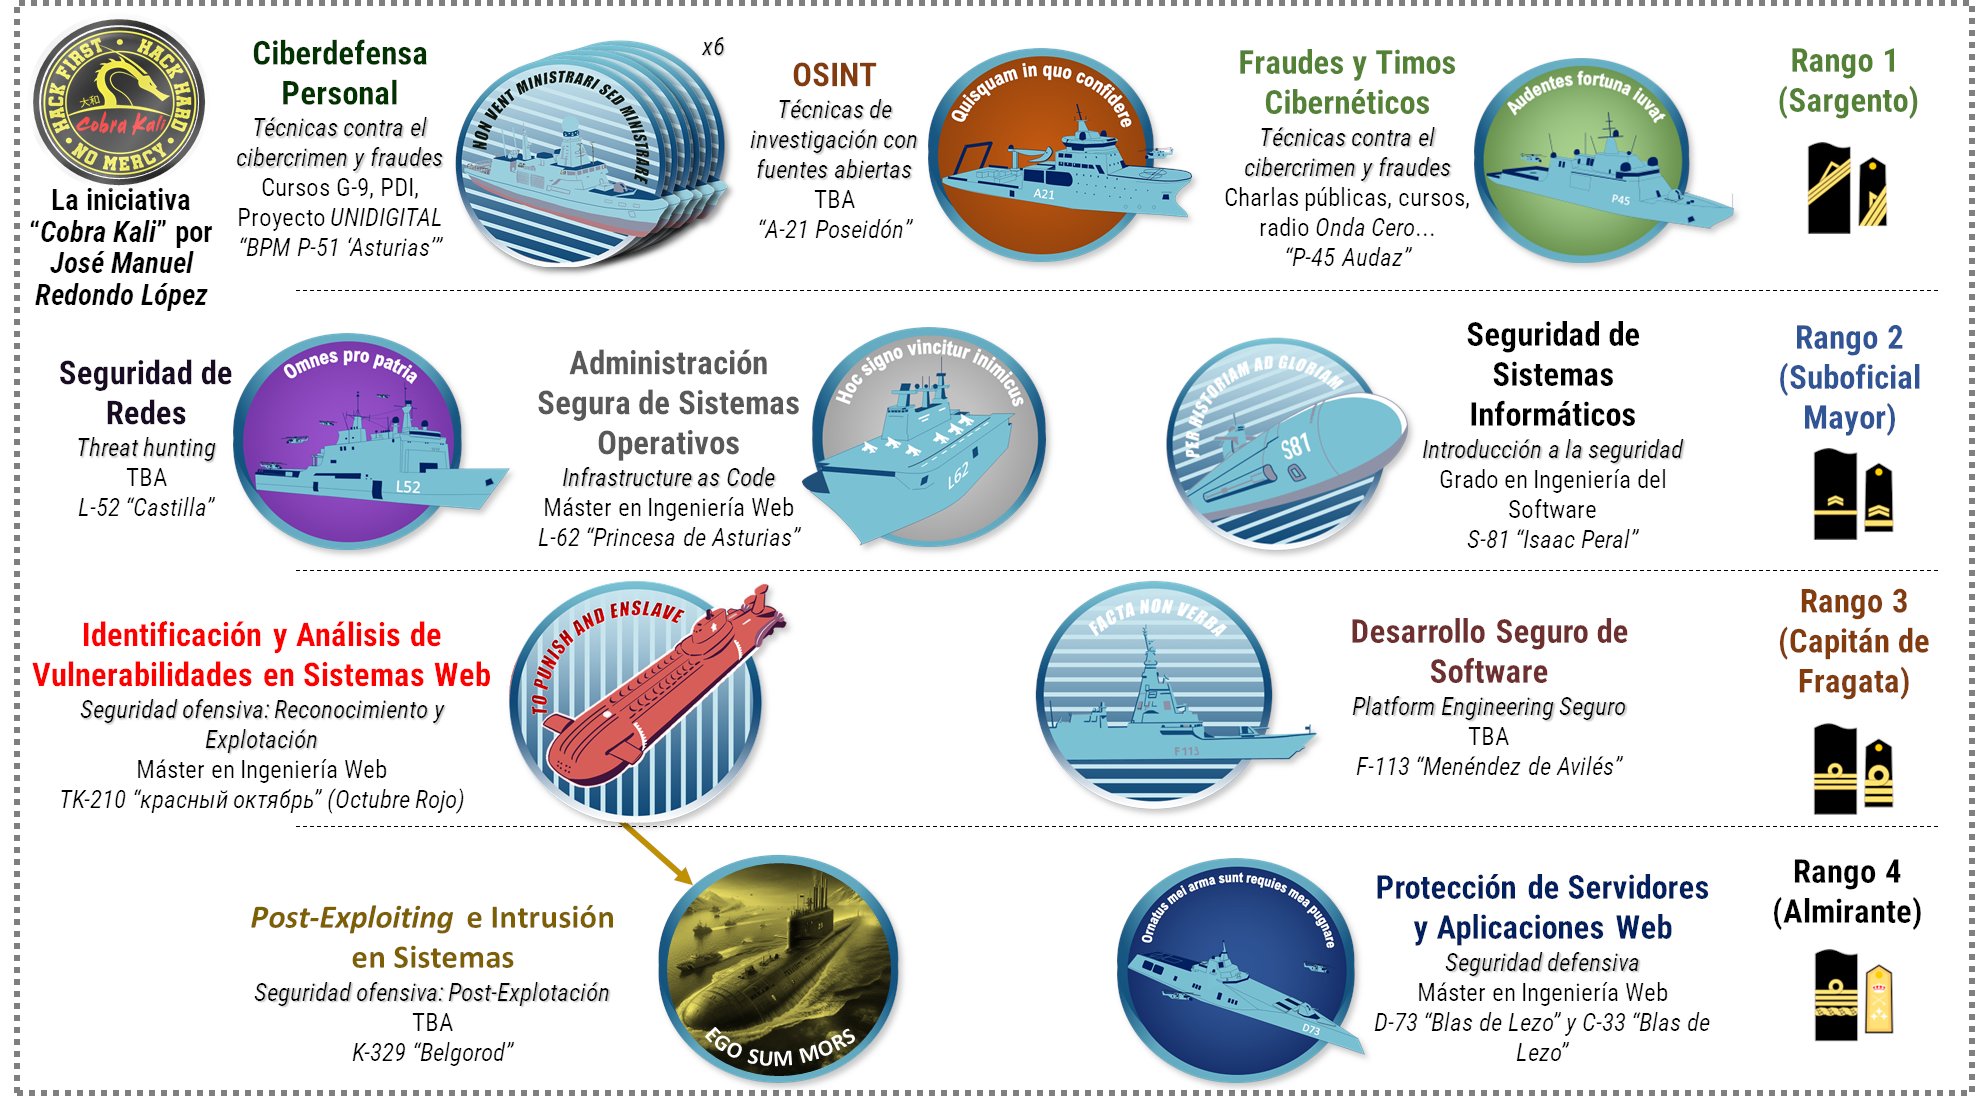 HACK FIRST • HACK HARD • NO MERCY •
大和
Cobra Kali
La iniciativa
“Cobra Kali” por
José Manuel
Redondo López
Ciberdefensa
Personal
Técnicas contra el
cibercrimen y fraudes
Cursos G-9, PDI,
Proyecto UNIDIGITAL
“BPM P-51 ‘Asturias’”
NON VENT MINISTRARI SED MINISTRARE
x6
OSINT
Técnicas de
investigación con
fuentes abiertas
TBA
“A-21 Poseidón”
Quisquam in quo confidere
A21
Fraudes y Timos
Cibernéticos
Técnicas contra el
cibercrimen y fraudes
Charlas públicas, cursos,
radio Onda Cero...
“P-45 Audaz”
Audentes fortuna iuvat
P45
Rango 1
(Sargento)
Seguridad de
Redes
Threat hunting
TBA
L-52 “Castilla”
Omnes pro patria
L52
Administración
Segura de Sistemas
Operativos
Infrastructure as Code
Máster en Ingeniería Web
L-62 “Princesa de Asturias”
Hoc signo vincitur inimicus
L62
PER HISTORIAM AD GLORIAM
S81
Seguridad de
Sistemas
Informáticos
Introducción a la seguridad
Grado en Ingeniería del
Software
S-81 “Isaac Peral”
Rango 2
(Suboficial
Mayor)
Identificación y Análisis de
Vulnerabilidades en Sistemas Web
Seguridad ofensiva: Reconocimiento y
Explotación
Máster en Ingeniería Web
TK-210 “красный октябрь” (Octubre Rojo)
TO PUNISH AND ENSLAVE
FACTA NON VERBA
F113
Desarrollo Seguro de
Software
Platform Engineering Seguro
TBA
F-113 “Menéndez de Avilés”
Rango 3
(Capitán de
Fragata)
Post-Exploiting e Intrusión
en Sistemas
Seguridad ofensiva: Post-Explotación
TBA
K-329 “Belgorod”
EGO SUM MORS
Ornatus mei arma sunt requies mea pugnare
D73
Protección de Servidores
y Aplicaciones Web
Seguridad defensiva
Máster en Ingeniería Web
D-73 “Blas de Lezo” y C-33 “Blas de
Lezo”
Rango 4
(Almirante)